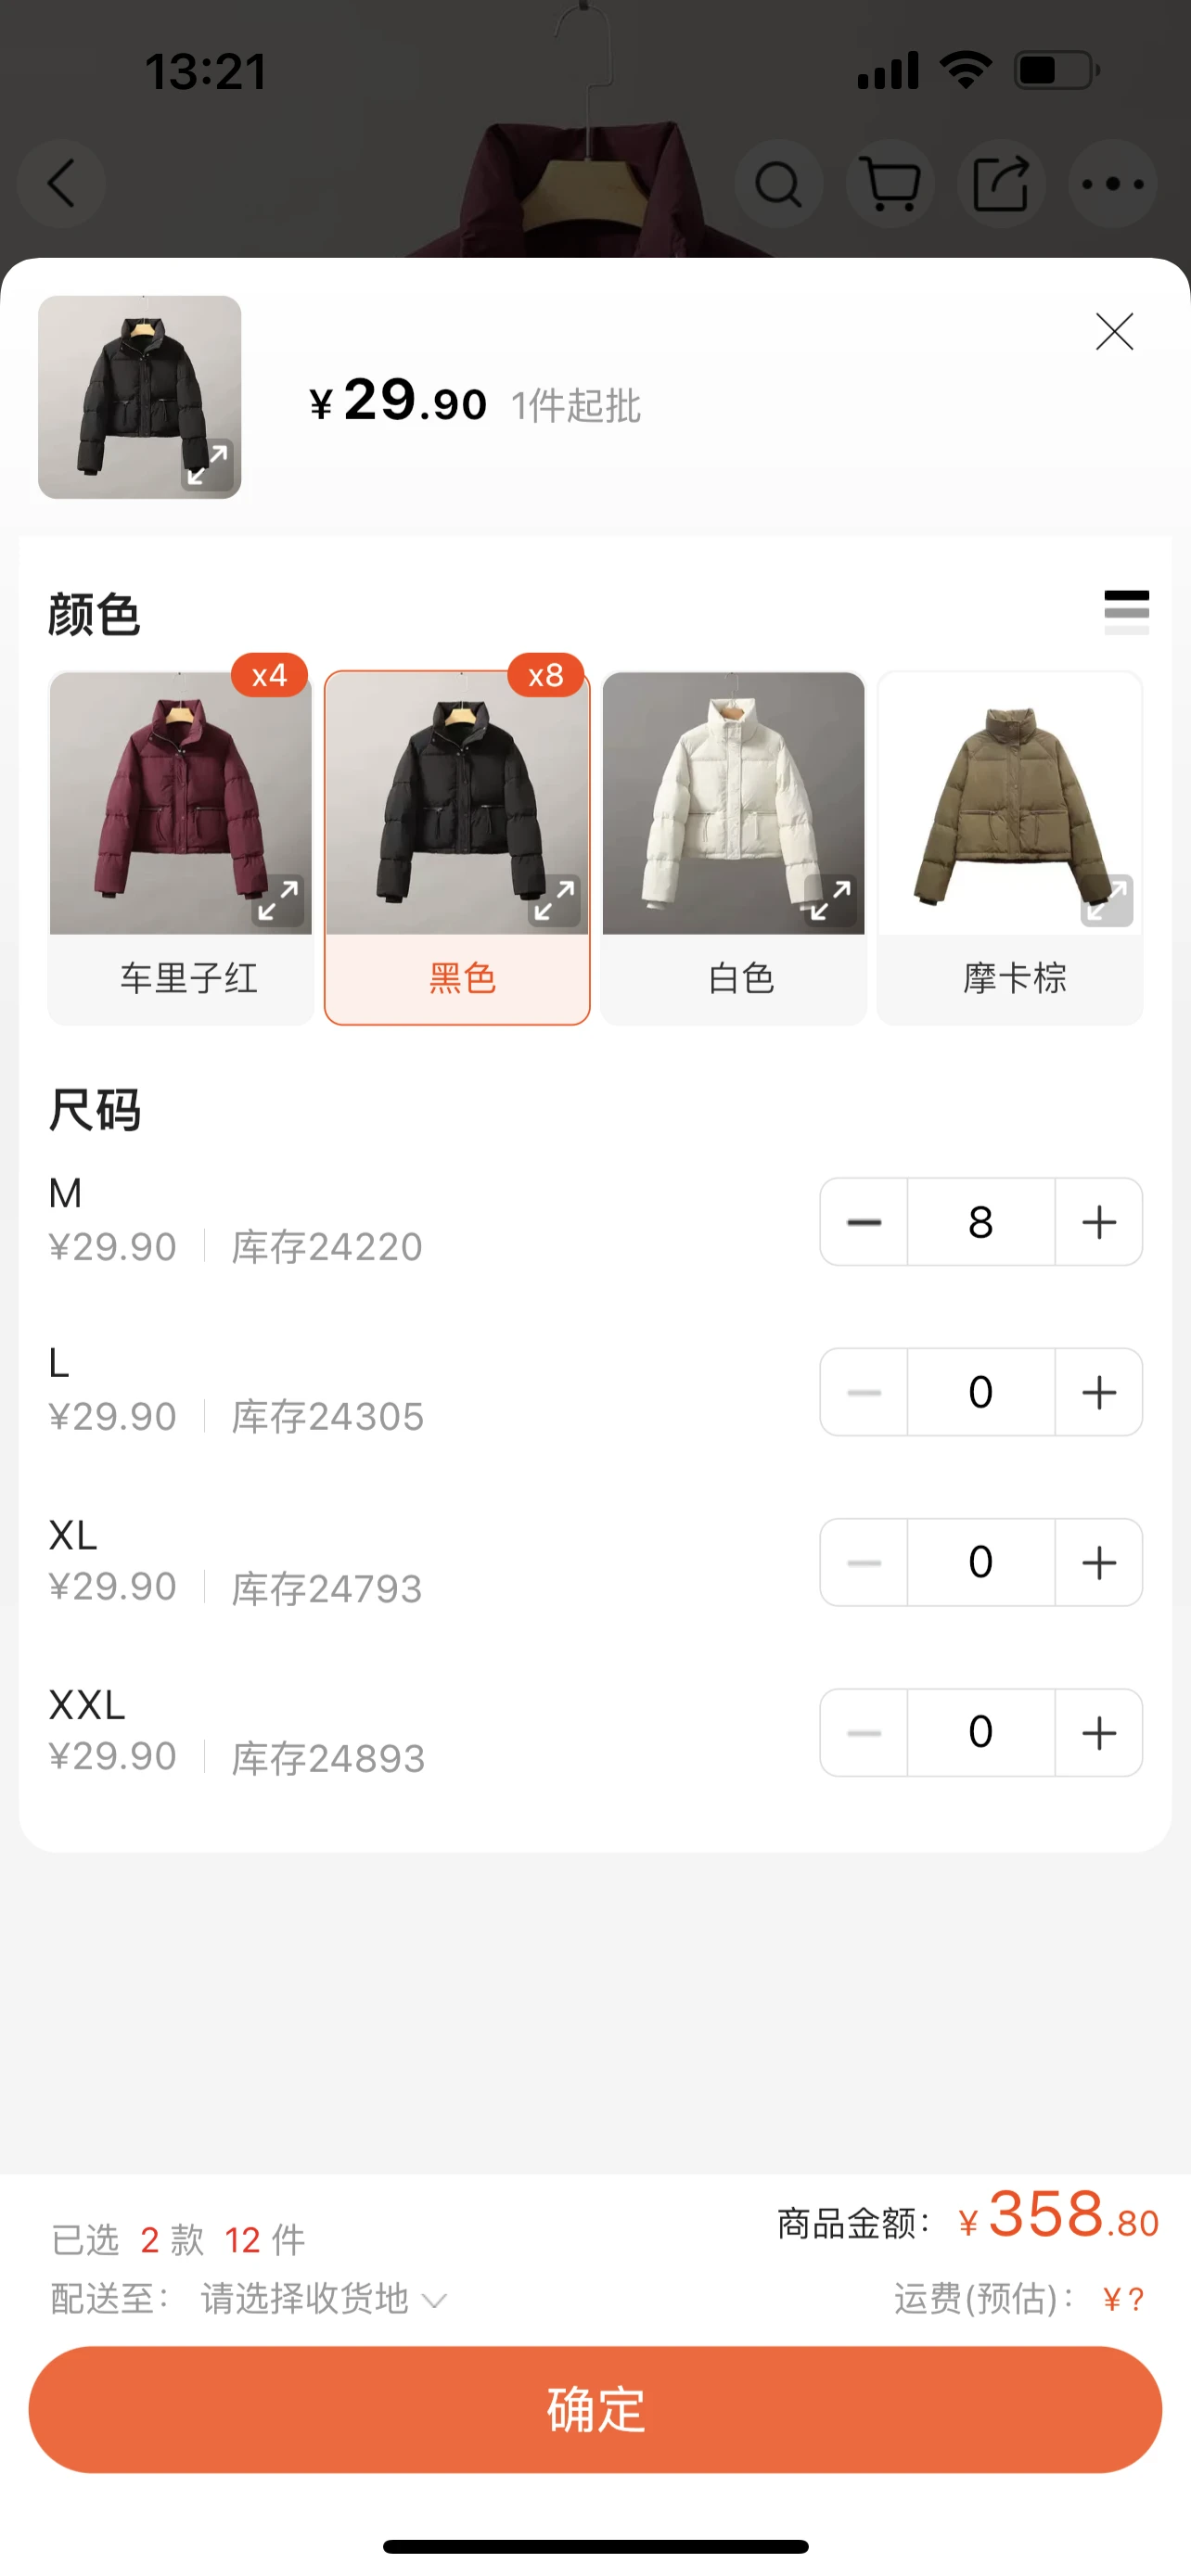 13:21
¥29.90 1件起批
颜色
x4 x8
车里子红 黑色 白色 摩卡棕
尺码
M
¥29.90 库存24220 8
L
¥29.90 库存24305 0
XL
¥29.90 库存24793 0
XXL
¥29.90 库存24893 0
已选 2 款 12 件 商品金额: ¥358.80
配送至: 请选择收货地 运费(预估): ¥?
确定